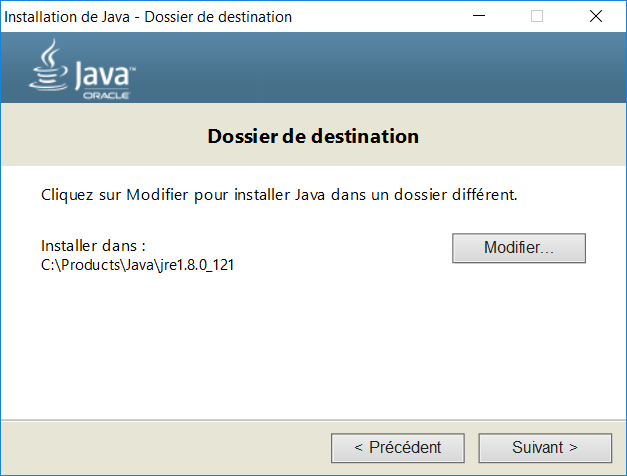 Installation de Java - Dossier de destination
Java™
ORACLE
Dossier de destination
Cliquez sur Modifier pour installer Java dans un dossier différent.
Installer dans :
Modifier...
C:\Products\Java\jre1.8.0_121
< Précédent
Suivant >